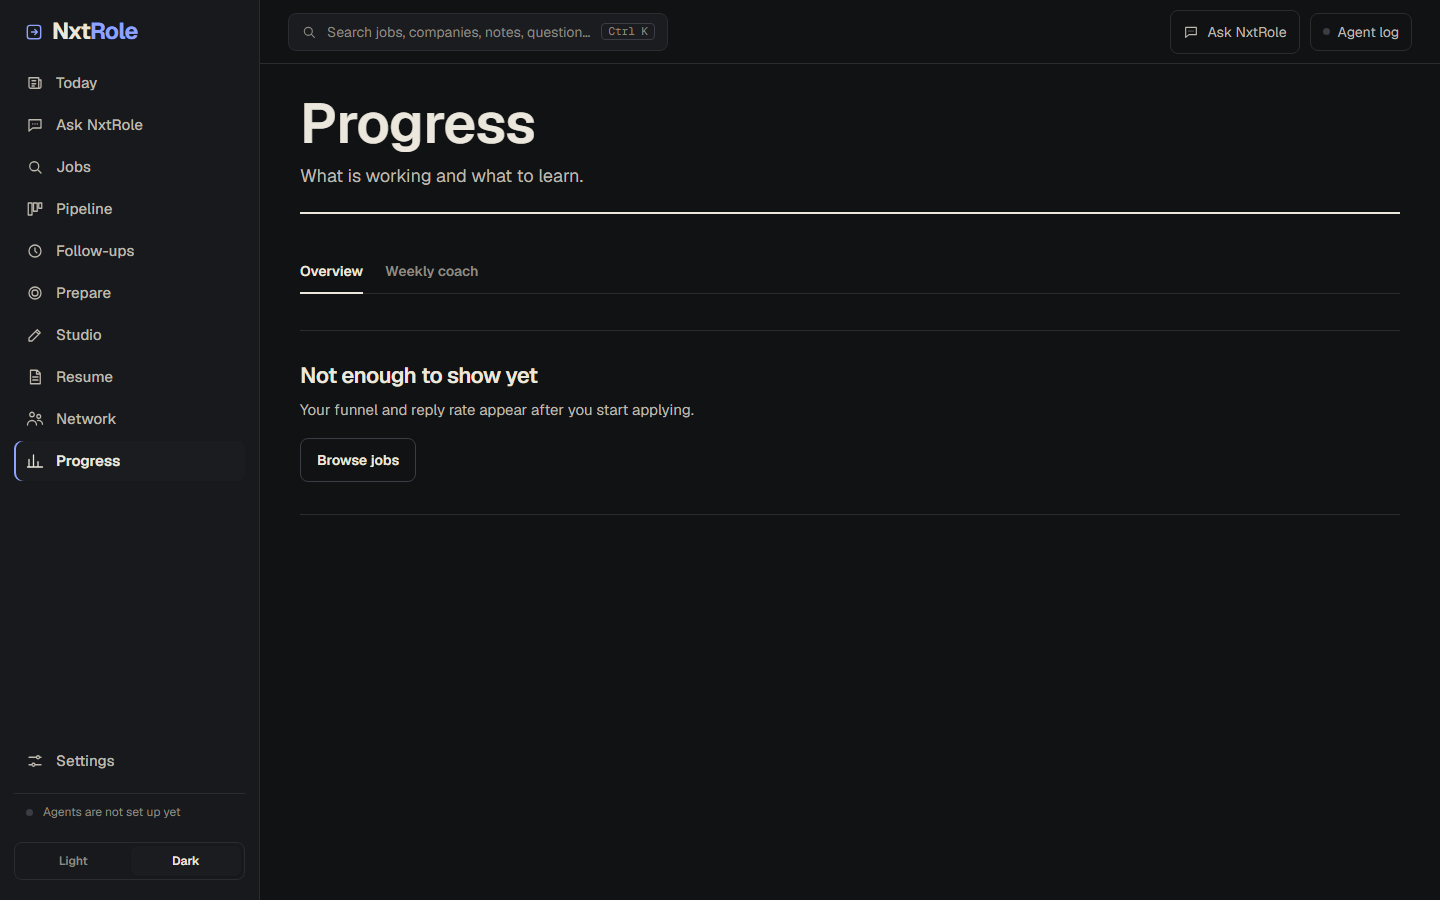 NxtRole
Search jobs, companies, notes, question...
Ctrl K
Ask NxtRole
Agent log
Today
Ask NxtRole
Jobs
Pipeline
Follow-ups
Prepare
Studio
Resume
Network
Progress
Settings
Agents are not set up yet
Light
Dark
Progress
What is working and what to learn.
Overview
Weekly coach
Not enough to show yet
Your funnel and reply rate appear after you start applying.
Browse jobs